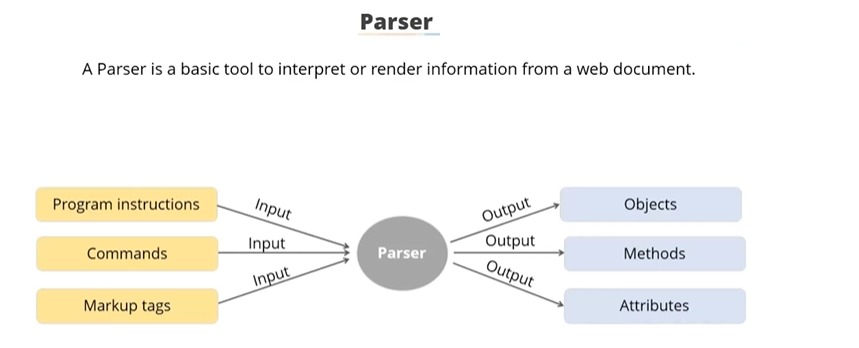 Parser
A Parser is a basic tool to interpret or render information from a web document.
Program instructions
Input
Output
Objects
Commands
Input
Parser
Output
Methods
Markup tags
Input
Output
Attributes